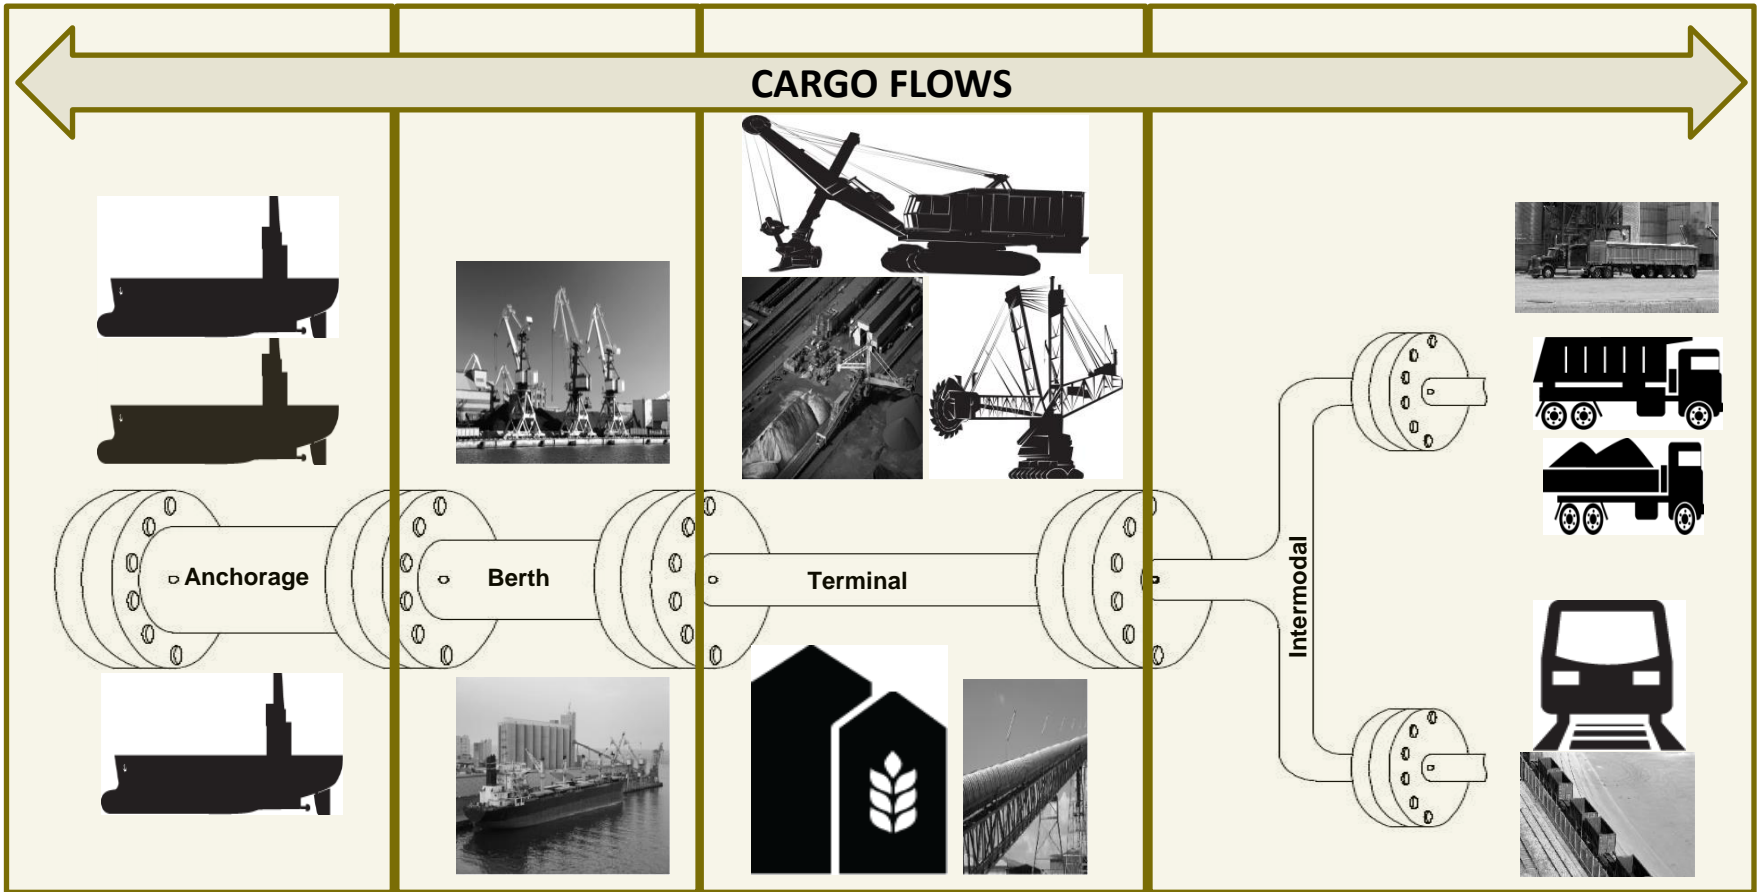 CARGO FLOWS
Anchorage
Berth
Terminal
Intermodal